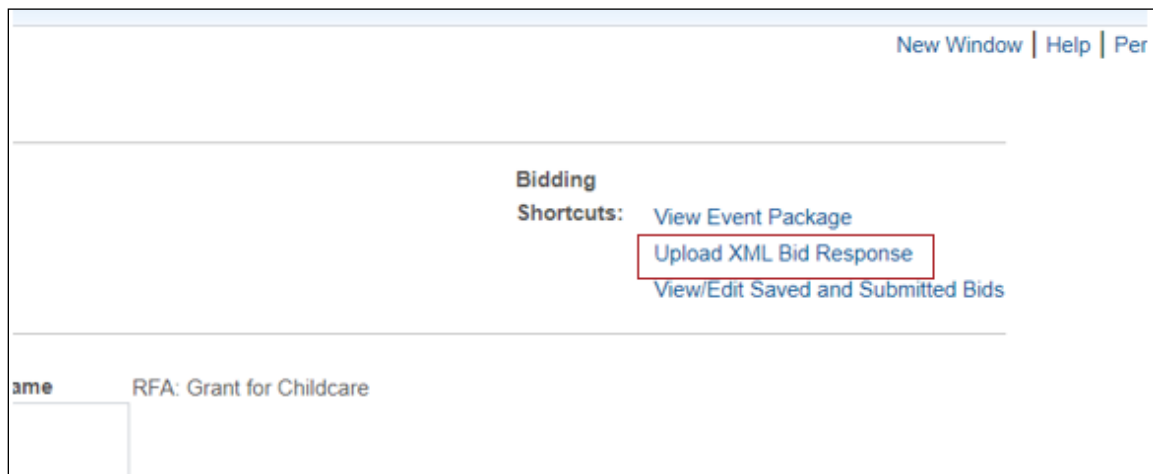 New Window | Help | Per
Bidding
Shortcuts: View Event Package
Upload XML Bid Response
View/Edit Saved and Submitted Bids
ame RFA: Grant for Childcare